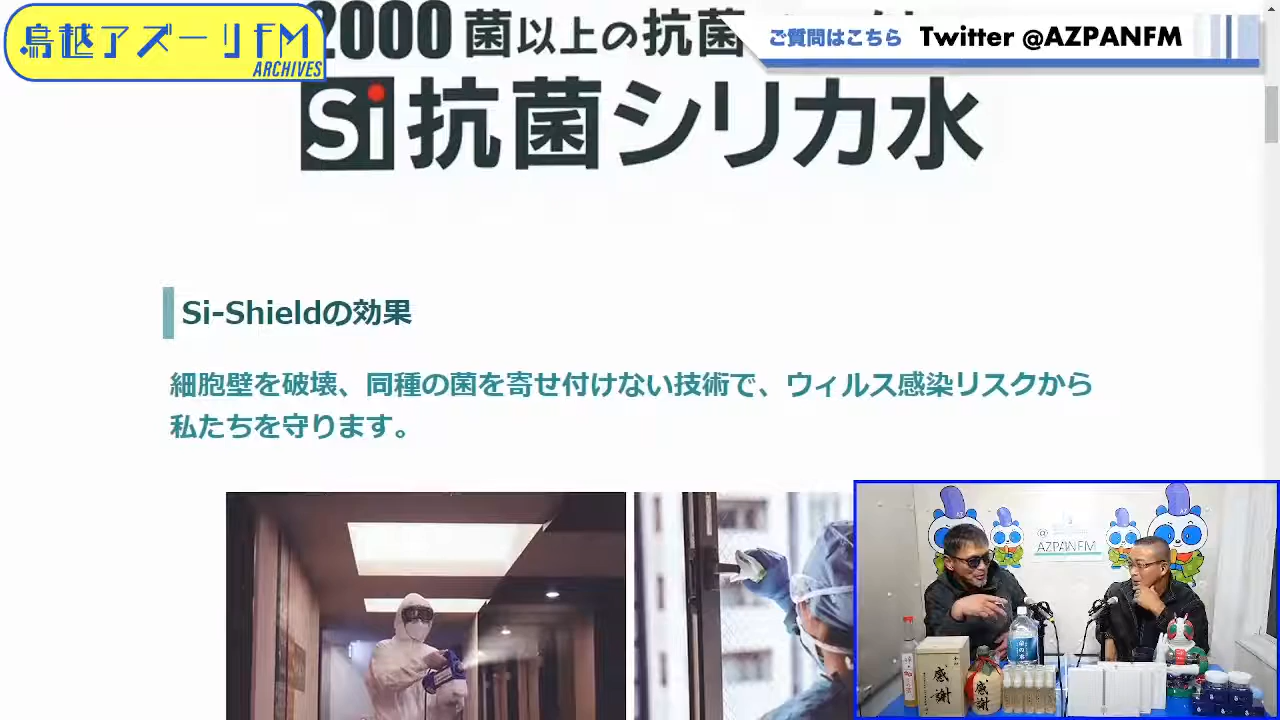 鳥越アズーリFM
ARCHIVES
2000菌以上の抗菌
ご質問はこちら Twitter @AZPANFM
Si抗菌シリカ水
Si-Shieldの効果
細胞壁を破壊、同種の菌を寄せ付けない技術で、ウィルス感染リスクから
私たちを守ります。
AZPANFM
感謝
感謝